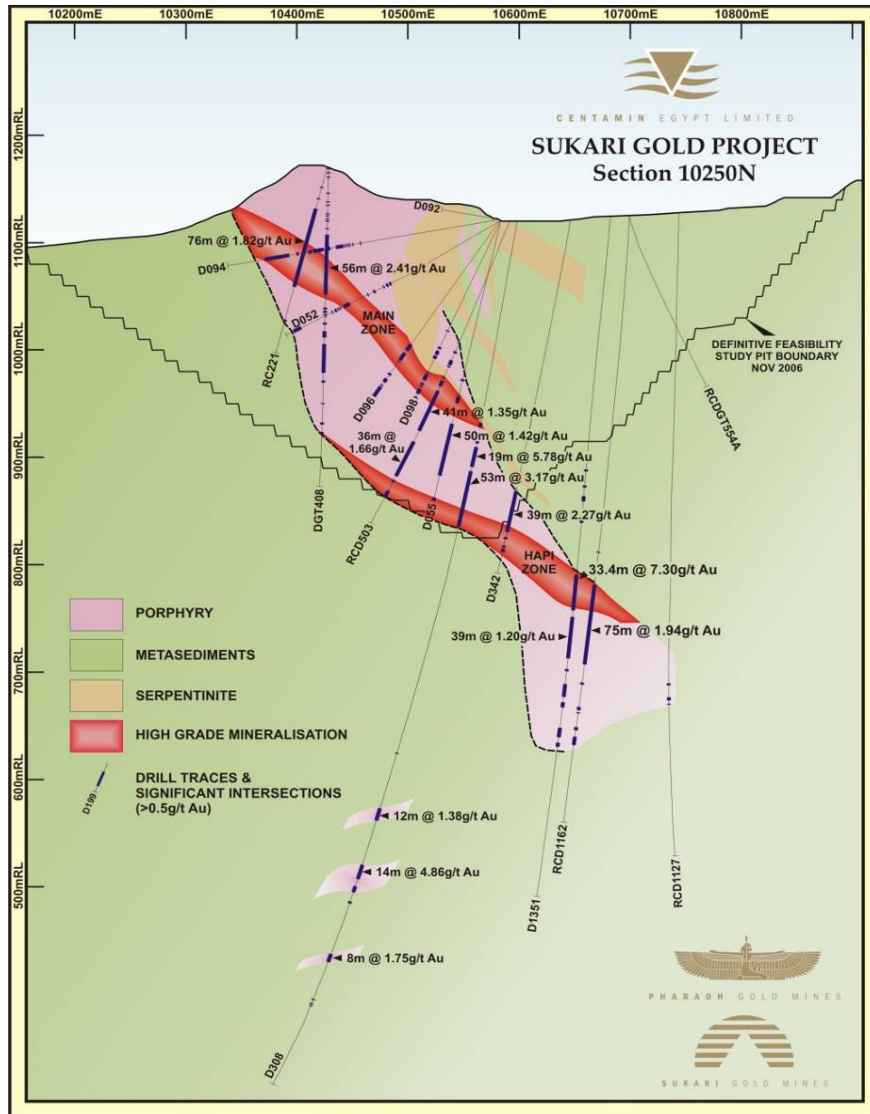 10200mE 10300mE 10400mE 10500mE 10600mE 10700mE 10800mE
CENTAMIN EGYPT LIMITED
SUKARI GOLD PROJECT
Section 10250N
1200mRL
1100mRL
1000mRL
900mRL
800mRL
700mRL
600mRL
500mRL
D092
76m @ 1.82g/t Au
D094
56m @ 2.41g/t Au
D052
MAIN
ZONE
RC221
DEFINITIVE FEASIBILITY
STUDY PIT BOUNDARY
NOV 2006
D096
D098
RCDGT554A
41m @ 1.35g/t Au
36m @
1.66g/t Au
50m @ 1.42g/t Au
19m @ 5.78g/t Au
53m @ 3.17g/t Au
DGT408
RCD503
D055
39m @ 2.27g/t Au
D342
HAPI
ZONE
33.4m @ 7.30g/t Au
39m @ 1.20g/t Au
75m @ 1.94g/t Au
PORPHYRY
METASEDIMENTS
SERPENTINITE
HIGH GRADE MINERALISATION
D199
DRILL TRACES &
SIGNIFICANT INTERSECTIONS
(>0.5g/t Au)
12m @ 1.38g/t Au
14m @ 4.86g/t Au
8m @ 1.75g/t Au
RCD1162
RCD1127
D1351
D308
PHARAOH GOLD MINES
SUKARI GOLD MINES